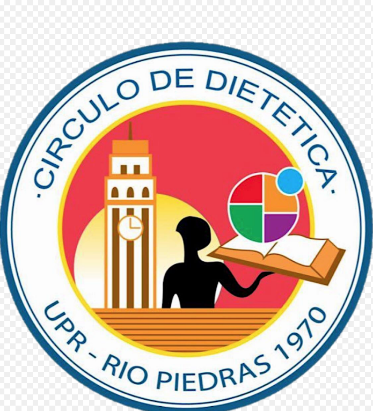 ·CIRCULO DE DIETETICA·
UPR - RIO PIEDRAS 1970